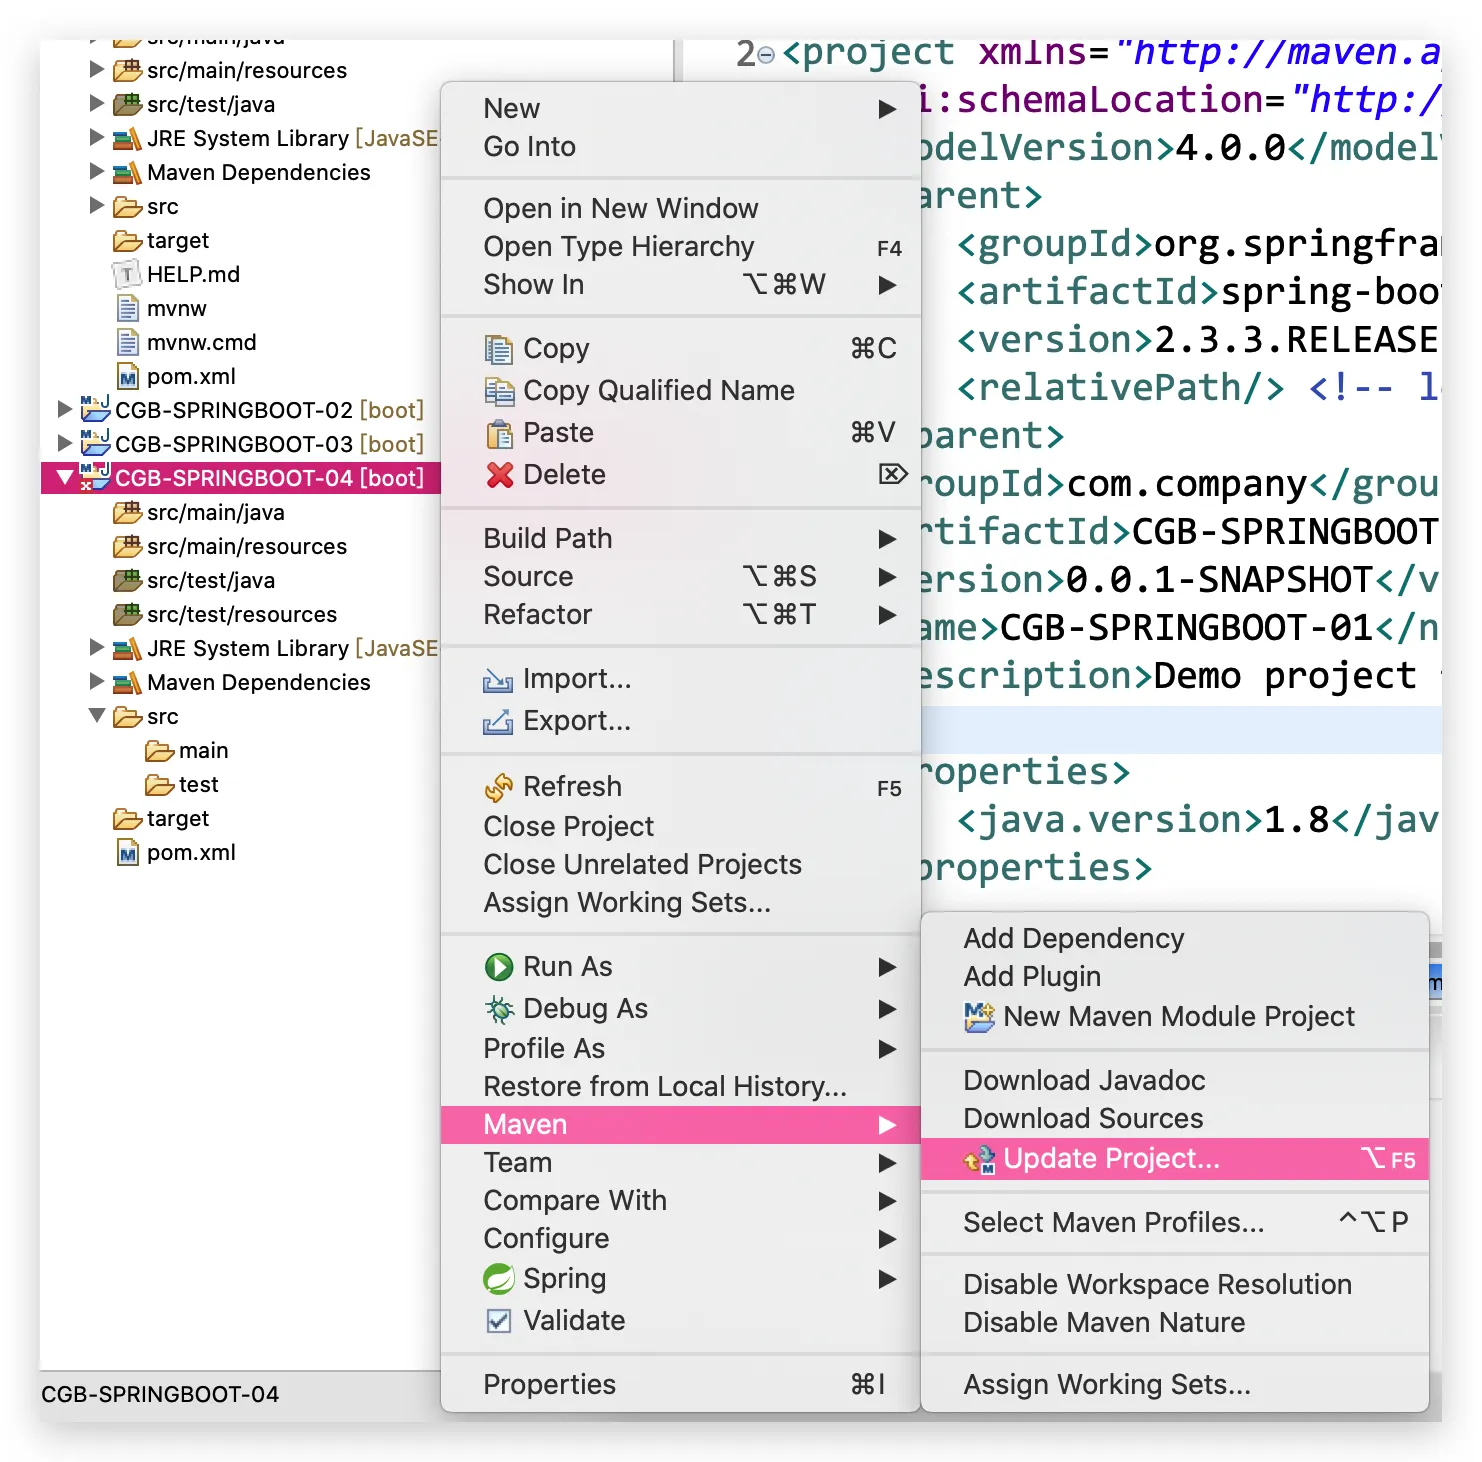 src/main/java
src/main/resources
src/test/java
JRE System Library [JavaSE
Maven Dependencies
src
target
HELP.md
mvnw
mvnw.cmd
pom.xml
CGB-SPRINGBOOT-02 [boot]
CGB-SPRINGBOOT-03 [boot]
CGB-SPRINGBOOT-04 [boot]
src/main/java
src/main/resources
src/test/java
src/test/resources
JRE System Library [JavaSE
Maven Dependencies
src
main
test
target
pom.xml
CGB-SPRINGBOOT-04
New
Go Into
Open in New Window
Open Type Hierarchy F4
Show In ⌥⌘W
Copy ⌘C
Copy Qualified Name
Paste ⌘V
Delete ⌦
Build Path
Source ⌥⌘S
Refactor ⌥⌘T
Import...
Export...
Refresh F5
Close Project
Close Unrelated Projects
Assign Working Sets...
Run As
Debug As
Profile As
Restore from Local History...
Maven
Team
Compare With
Configure
Spring
Validate
Properties ⌘I
2 <project xmlns="http://maven.a
i:schemaLocation="http:/
odelVersion>4.0.0</model
arent>
<groupId>org.springfra
<artifactId>spring-boo
<version>2.3.3.RELEASE
<relativePath/> <!-- l
parent>
roupId>com.company</grou
rtifactId>CGB-SPRINGBOOT
ersion>0.0.1-SNAPSHOT</v
ame>CGB-SPRINGBOOT-01</n
escription>Demo project
roperties>
<java.version>1.8</jav
properties>
Add Dependency
Add Plugin
New Maven Module Project
Download Javadoc
Download Sources
Update Project... ⌥F5
Select Maven Profiles... ^⌥P
Disable Workspace Resolution
Disable Maven Nature
Assign Working Sets...